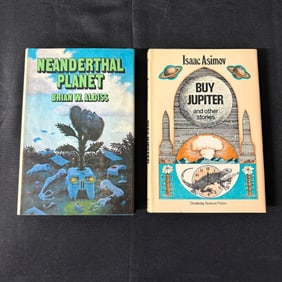 NEANDERTHAL
PLANET
BRIAN W. ALDISS
Isaac Asimov
BUY
JUPITER
and other
stories
Doubleday Science Fiction